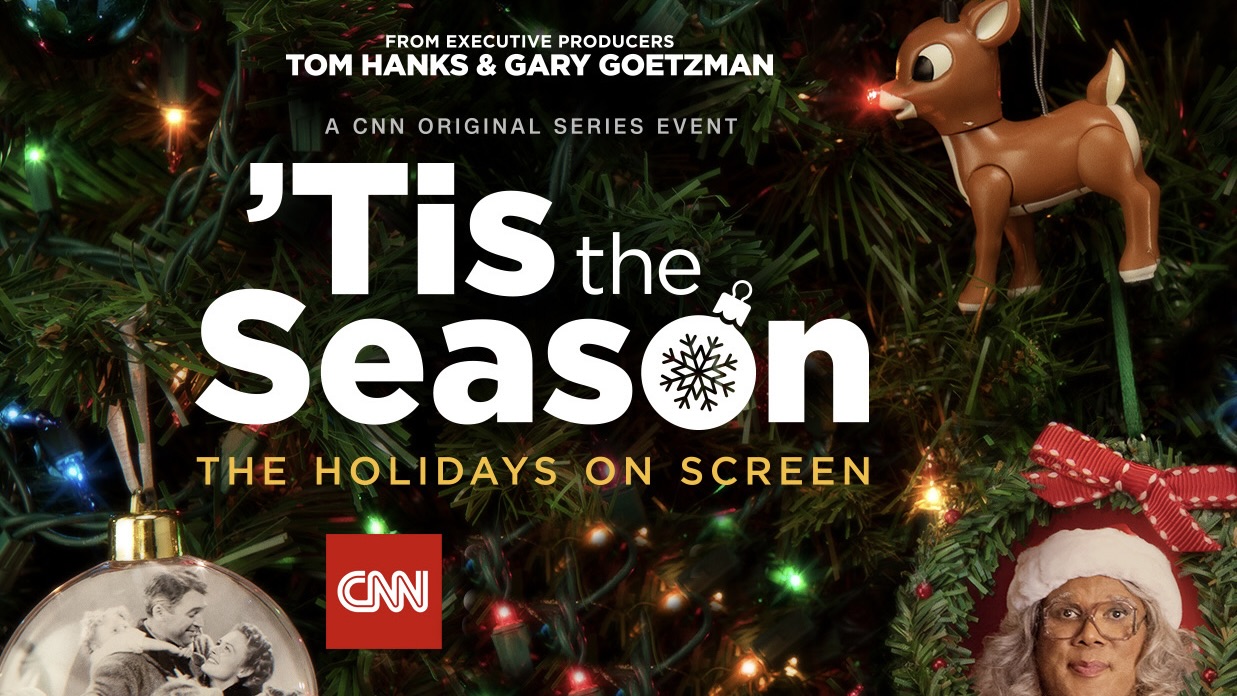 FROM EXECUTIVE PRODUCERS
TOM HANKS & GARY GOETZMAN
A CNN ORIGINAL SERIES EVENT
’Tis the
Season
THE HOLIDAYS ON SCREEN
CNN